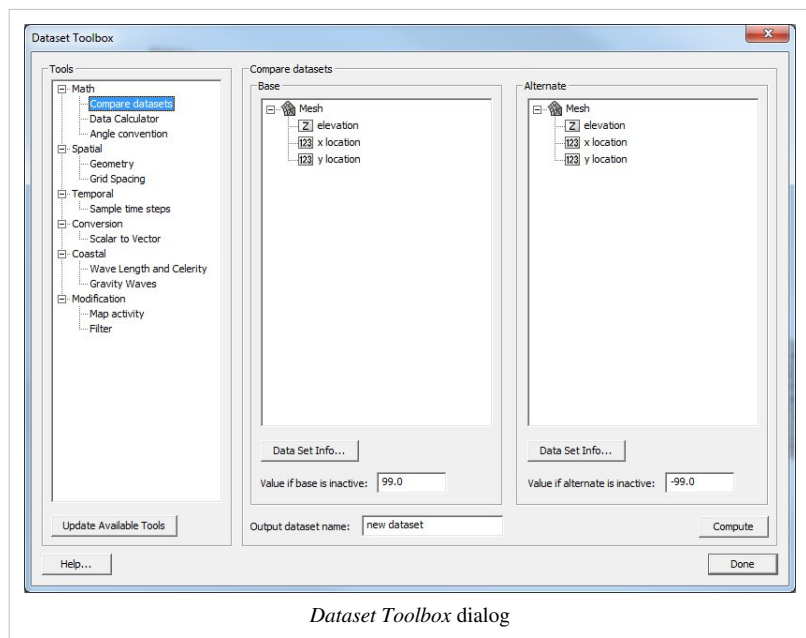 Dataset Toolbox
Tools
Math
Compare datasets
Data Calculator
Angle convention
Spatial
Geometry
Grid Spacing
Temporal
Sample time steps
Conversion
Scalar to Vector
Coastal
Wave Length and Celerity
Gravity Waves
Modification
Map activity
Filter
Update Available Tools
Compare datasets
Base
Mesh
Z elevation
123 x location
123 y location
Data Set Info...
Value if base is inactive: 99.0
Alternate
Mesh
Z elevation
123 x location
123 y location
Data Set Info...
Value if alternate is inactive: -99.0
Output dataset name: new dataset
Compute
Help...
Done
Dataset Toolbox dialog